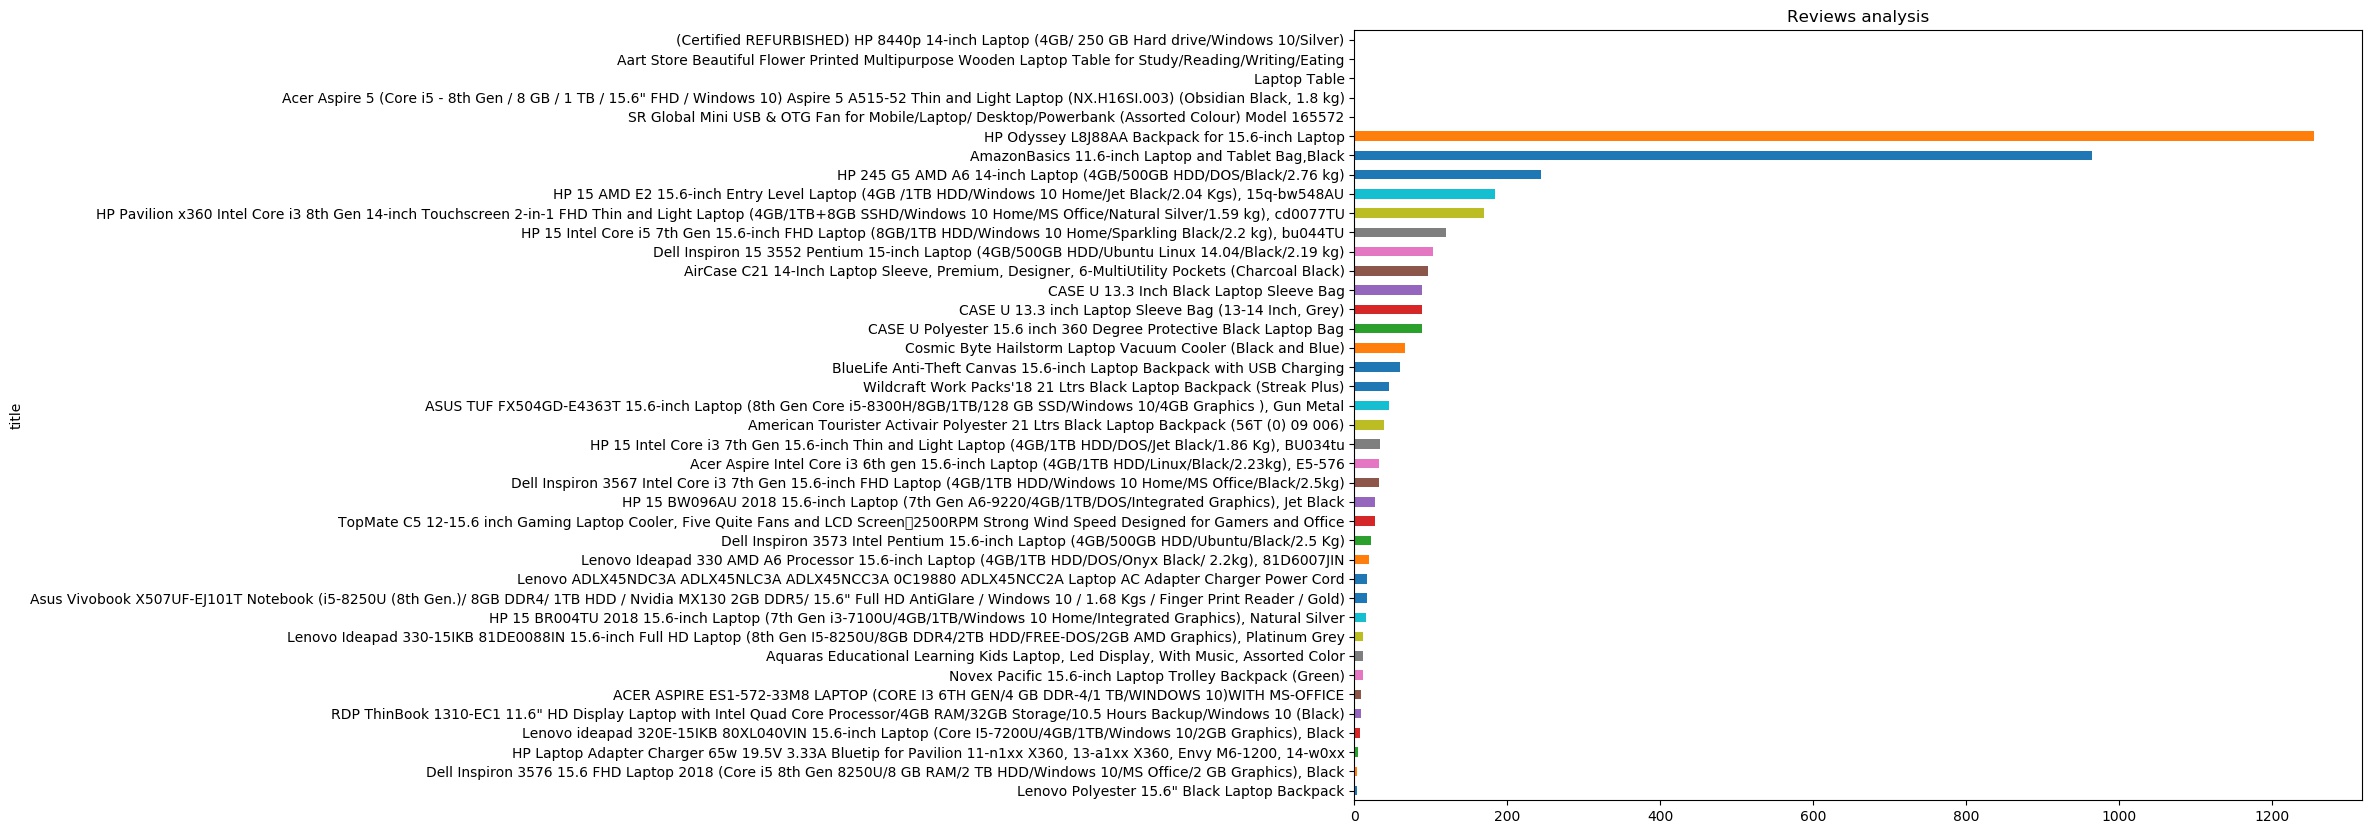 Reviews analysis
(Certified REFURBISHED) HP 8440p 14-inch Laptop (4GB/ 250 GB Hard drive/Windows 10/Silver)
Aart Store Beautiful Flower Printed Multipurpose Wooden Laptop Table for Study/Reading/Writing/Eating
Laptop Table
Acer Aspire 5 (Core i5 - 8th Gen / 8 GB / 1 TB / 15.6" FHD / Windows 10) Aspire 5 A515-52 Thin and Light Laptop (NX.H16SI.003) (Obsidian Black, 1.8 kg)
SR Global Mini USB & OTG Fan for Mobile/Laptop/ Desktop/Powerbank (Assorted Colour) Model 165572
HP Odyssey L8J88AA Backpack for 15.6-inch Laptop
AmazonBasics 11.6-inch Laptop and Tablet Bag,Black
HP 245 G5 AMD A6 14-inch Laptop (4GB/500GB HDD/DOS/Black/2.76 kg)
HP 15 AMD E2 15.6-inch Entry Level Laptop (4GB /1TB HDD/Windows 10 Home/Jet Black/2.04 Kgs), 15q-bw548AU
HP Pavilion x360 Intel Core i3 8th Gen 14-inch Touchscreen 2-in-1 FHD Thin and Light Laptop (4GB/1TB+8GB SSHD/Windows 10 Home/MS Office/Natural Silver/1.59 kg), cd0077TU
HP 15 Intel Core i5 7th Gen 15.6-inch FHD Laptop (8GB/1TB HDD/Windows 10 Home/Sparkling Black/2.2 kg), bu044TU
Dell Inspiron 15 3552 Pentium 15-inch Laptop (4GB/500GB HDD/Ubuntu Linux 14.04/Black/2.19 kg)
AirCase C21 14-Inch Laptop Sleeve, Premium, Designer, 6-MultiUtility Pockets (Charcoal Black)
CASE U 13.3 Inch Black Laptop Sleeve Bag
CASE U 13.3 inch Laptop Sleeve Bag (13-14 Inch, Grey)
CASE U Polyester 15.6 inch 360 Degree Protective Black Laptop Bag
Cosmic Byte Hailstorm Laptop Vacuum Cooler (Black and Blue)
BlueLife Anti-Theft Canvas 15.6-inch Laptop Backpack with USB Charging
Wildcraft Work Packs'18 21 Ltrs Black Laptop Backpack (Streak Plus)
ASUS TUF FX504GD-E4363T 15.6-inch Laptop (8th Gen Core i5-8300H/8GB/1TB/128 GB SSD/Windows 10/4GB Graphics ), Gun Metal
American Tourister Activair Polyester 21 Ltrs Black Laptop Backpack (56T (0) 09 006)
HP 15 Intel Core i3 7th Gen 15.6-inch Thin and Light Laptop (4GB/1TB HDD/DOS/Jet Black/1.86 Kg), BU034tu
Acer Aspire Intel Core i3 6th gen 15.6-inch Laptop (4GB/1TB HDD/Linux/Black/2.23kg), E5-576
Dell Inspiron 3567 Intel Core i3 7th Gen 15.6-inch FHD Laptop (4GB/1TB HDD/Windows 10 Home/MS Office/Black/2.5kg)
HP 15 BW096AU 2018 15.6-inch Laptop (7th Gen A6-9220/4GB/1TB/DOS/Integrated Graphics), Jet Black
TopMate C5 12-15.6 inch Gaming Laptop Cooler, Five Quite Fans and LCD Screen▯2500RPM Strong Wind Speed Designed for Gamers and Office
Dell Inspiron 3573 Intel Pentium 15.6-inch Laptop (4GB/500GB HDD/Ubuntu/Black/2.5 Kg)
Lenovo Ideapad 330 AMD A6 Processor 15.6-inch Laptop (4GB/1TB HDD/DOS/Onyx Black/ 2.2kg), 81D6007JIN
Lenovo ADLX45NDC3A ADLX45NLC3A ADLX45NCC3A 0C19880 ADLX45NCC2A Laptop AC Adapter Charger Power Cord
Asus Vivobook X507UF-EJ101T Notebook (i5-8250U (8th Gen.)/ 8GB DDR4/ 1TB HDD / Nvidia MX130 2GB DDR5/ 15.6" Full HD AntiGlare / Windows 10 / 1.68 Kgs / Finger Print Reader / Gold)
HP 15 BR004TU 2018 15.6-inch Laptop (7th Gen i3-7100U/4GB/1TB/Windows 10 Home/Integrated Graphics), Natural Silver
Lenovo Ideapad 330-15IKB 81DE0088IN 15.6-inch Full HD Laptop (8th Gen I5-8250U/8GB DDR4/2TB HDD/FREE-DOS/2GB AMD Graphics), Platinum Grey
Aquaras Educational Learning Kids Laptop, Led Display, With Music, Assorted Color
Novex Pacific 15.6-inch Laptop Trolley Backpack (Green)
ACER ASPIRE ES1-572-33M8 LAPTOP (CORE I3 6TH GEN/4 GB DDR-4/1 TB/WINDOWS 10)WITH MS-OFFICE
RDP ThinBook 1310-EC1 11.6" HD Display Laptop with Intel Quad Core Processor/4GB RAM/32GB Storage/10.5 Hours Backup/Windows 10 (Black)
Lenovo ideapad 320E-15IKB 80XL040VIN 15.6-inch Laptop (Core I5-7200U/4GB/1TB/Windows 10/2GB Graphics), Black
HP Laptop Adapter Charger 65w 19.5V 3.33A Bluetip for Pavilion 11-n1xx X360, 13-a1xx X360, Envy M6-1200, 14-w0xx
Dell Inspiron 3576 15.6 FHD Laptop 2018 (Core i5 8th Gen 8250U/8 GB RAM/2 TB HDD/Windows 10/MS Office/2 GB Graphics), Black
Lenovo Polyester 15.6" Black Laptop Backpack
title
0 200 400 600 800 1000 1200